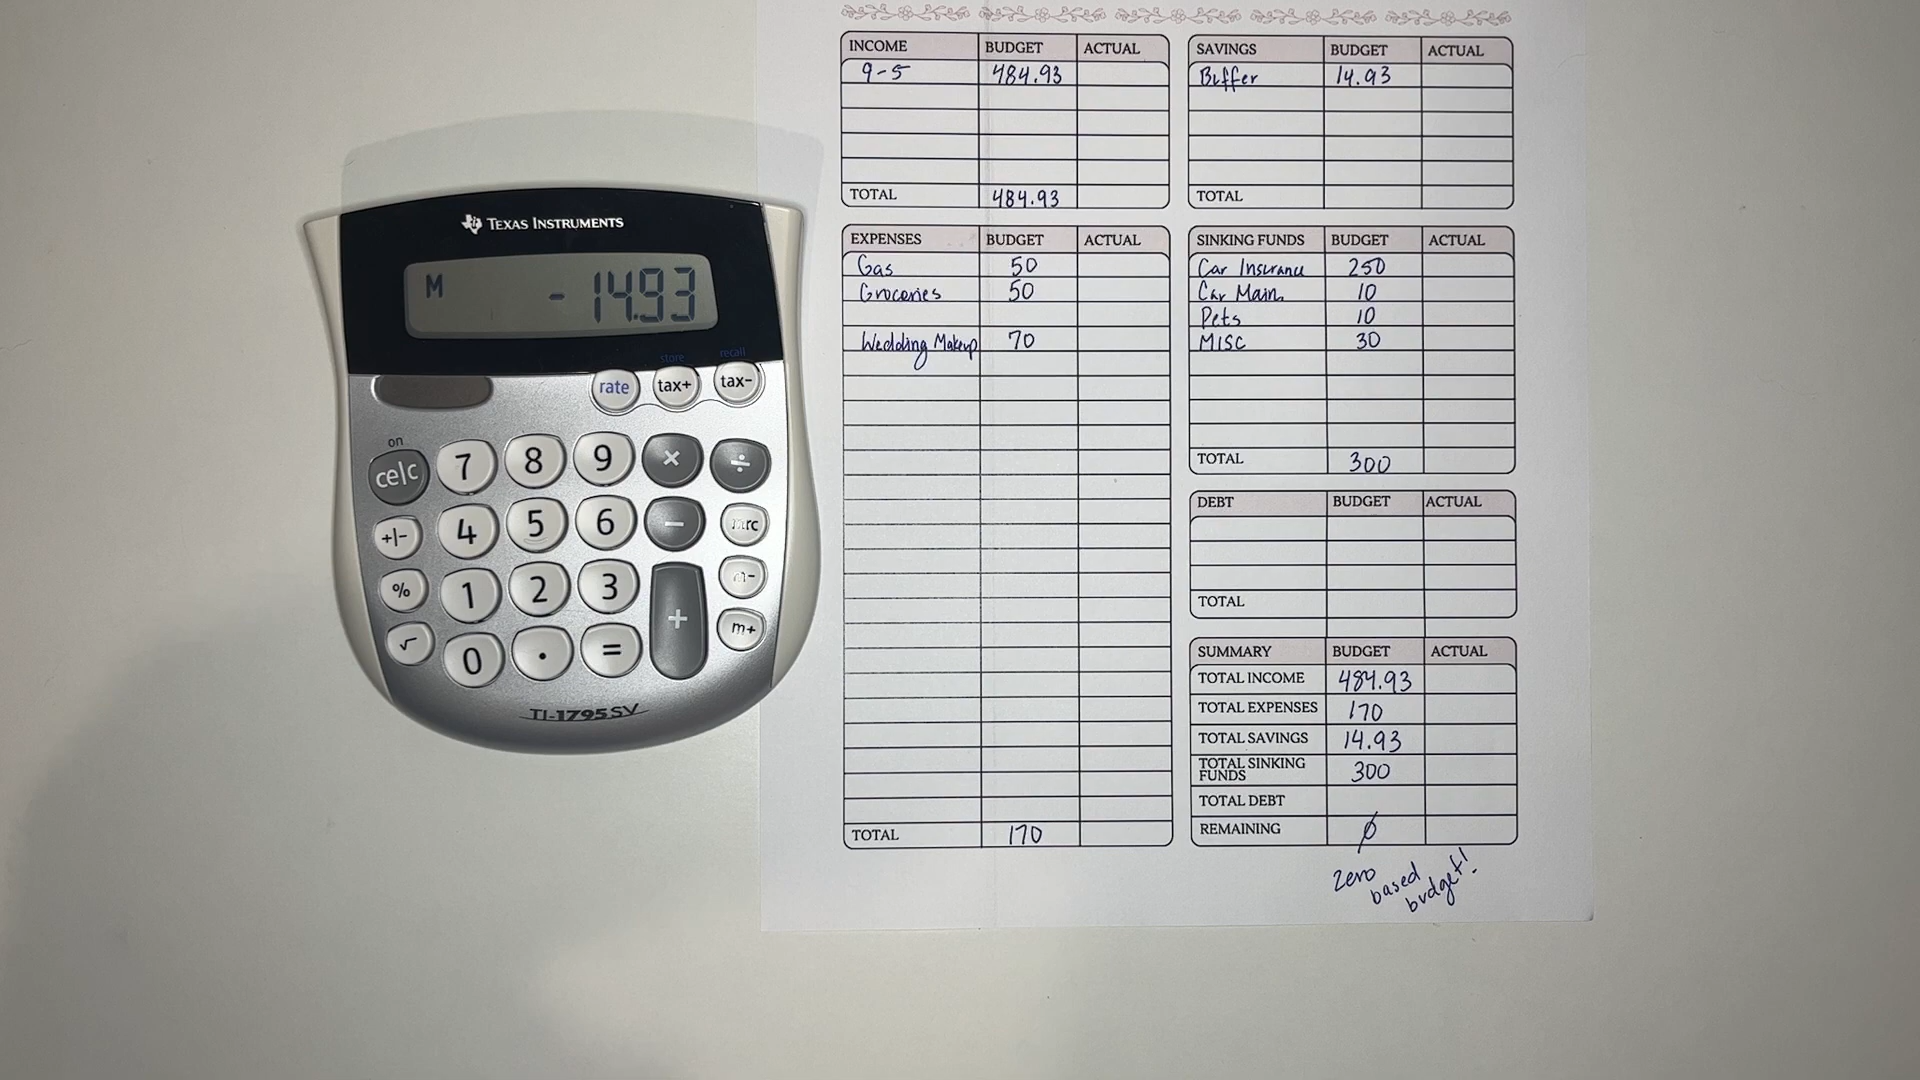 INCOME BUDGET ACTUAL
9-5 484.93
TOTAL 484.93
SAVINGS BUDGET ACTUAL
Buffer 14.93
TOTAL
EXPENSES BUDGET ACTUAL
Gas 50
Groceries 50
Wedding Makeup 70
TOTAL 170
SINKING FUNDS BUDGET ACTUAL
Car Insurance 250
Car Main. 10
Pets 10
MISC 30
TOTAL 300
DEBT BUDGET ACTUAL
TOTAL
SUMMARY BUDGET ACTUAL
TOTAL INCOME 484.93
TOTAL EXPENSES 170
TOTAL SAVINGS 14.93
TOTAL SINKING
FUNDS 300
TOTAL DEBT
REMAINING 0
Zero based budget!
TEXAS INSTRUMENTS
M - 14.93
store recall
rate tax+ tax-
on
ce/c 7 8 9 × ÷
+/- 4 5 6 − mrc
% 1 2 3 + m-
√ 0 . = m+
TI-1795 SV